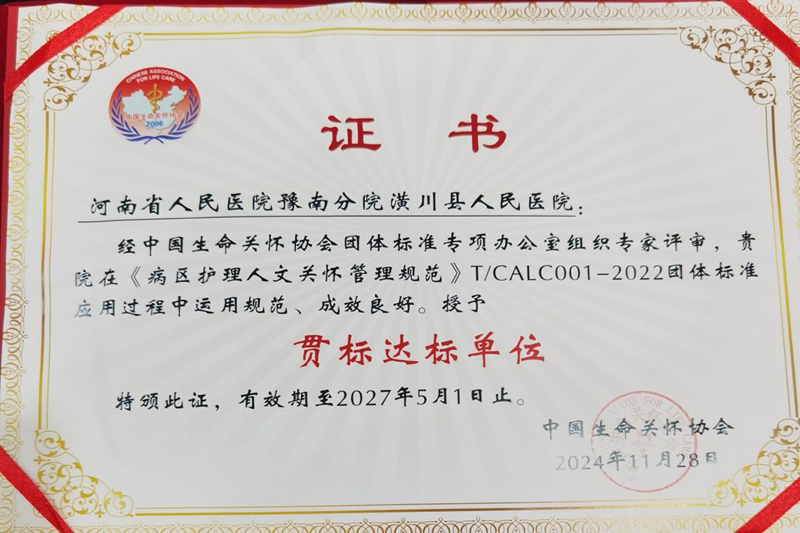 CHINESE ASSOCIATION
FOR LIFE CARE
中国生命关怀协会
2006
证书
河南省人民医院豫南分院潢川县人民医院：
经中国生命关怀协会团体标准专项办公室组织专家评审，贵
院在《病区护理人文关怀管理规范》T/CALC001-2022团体标准
应用过程中运用规范、成效良好。授予
贯标达标单位
特颁此证，有效期至2027年5月1日止。
中国生命关怀协会
2024年11月28日